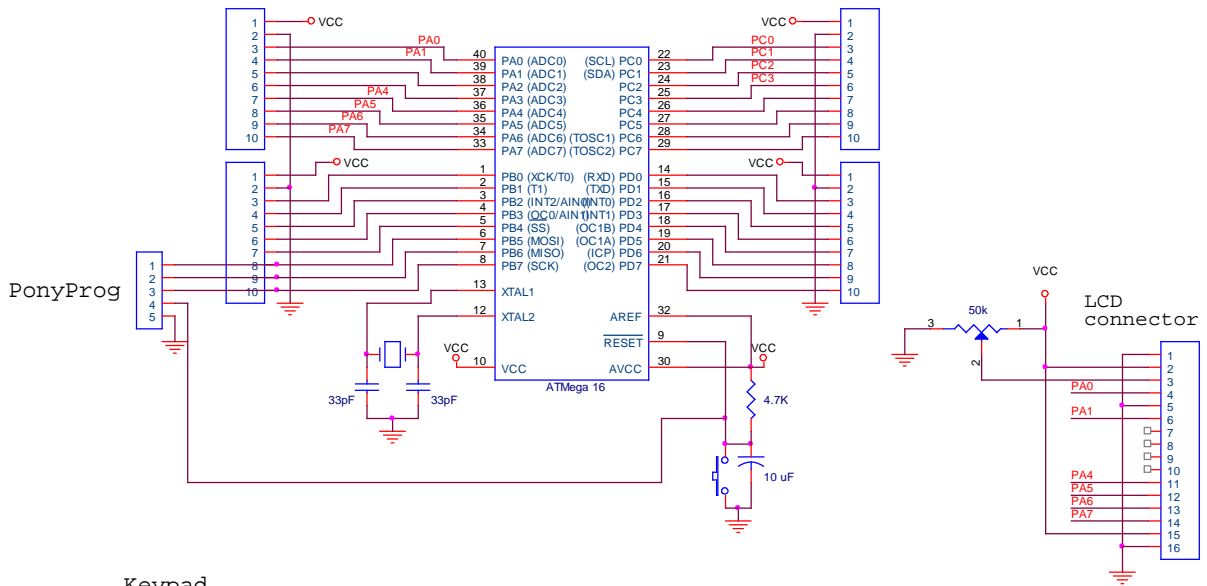 1
2
3
4
5
6
7
8
9
10
VCC
PA0
PA1
PA4
PA5
PA6
PA7
40
39
38
37
36
35
34
33
PA0 (ADC0) (SCL) PC0
PA1 (ADC1) (SDA) PC1
PA2 (ADC2) PC2
PA3 (ADC3) PC3
PA4 (ADC4) PC4
PA5 (ADC5) PC5
PA6 (ADC6) (TOSC1) PC6
PA7 (ADC7) (TOSC2) PC7
22
23
24
25
26
27
28
29
PC0
PC1
PC2
PC3
VCC
1
2
3
4
5
6
7
8
9
10
1
2
3
4
5
6
7
8
9
10
VCC
1
2
3
4
5
6
7
8
PB0 (XCK/T0) (RXD) PD0
PB1 (T1) (TXD) PD1
PB2 (INT2/AIN0) (INT0) PD2
PB3 (OC0/AIN1) (INT1) PD3
PB4 (SS) (OC1B) PD4
PB5 (MOSI) (OC1A) PD5
PB6 (MISO) (ICP) PD6
PB7 (SCK) (OC2) PD7
14
15
16
17
18
19
20
21
VCC
1
2
3
4
5
6
7
8
9
10
PonyProg
1
2
3
4
5
13
XTAL1
12
XTAL2
AREF
32
RESET
9
VCC
10
VCC
AVCC
30
VCC
ATMega 16
33pF
33pF
4.7K
10 uF
VCC
50k
3
1
2
LCD
connector
PA0
PA1
PA4
PA5
PA6
PA7
1
2
3
4
5
6
7
8
9
10
11
12
13
14
15
16
Keypad